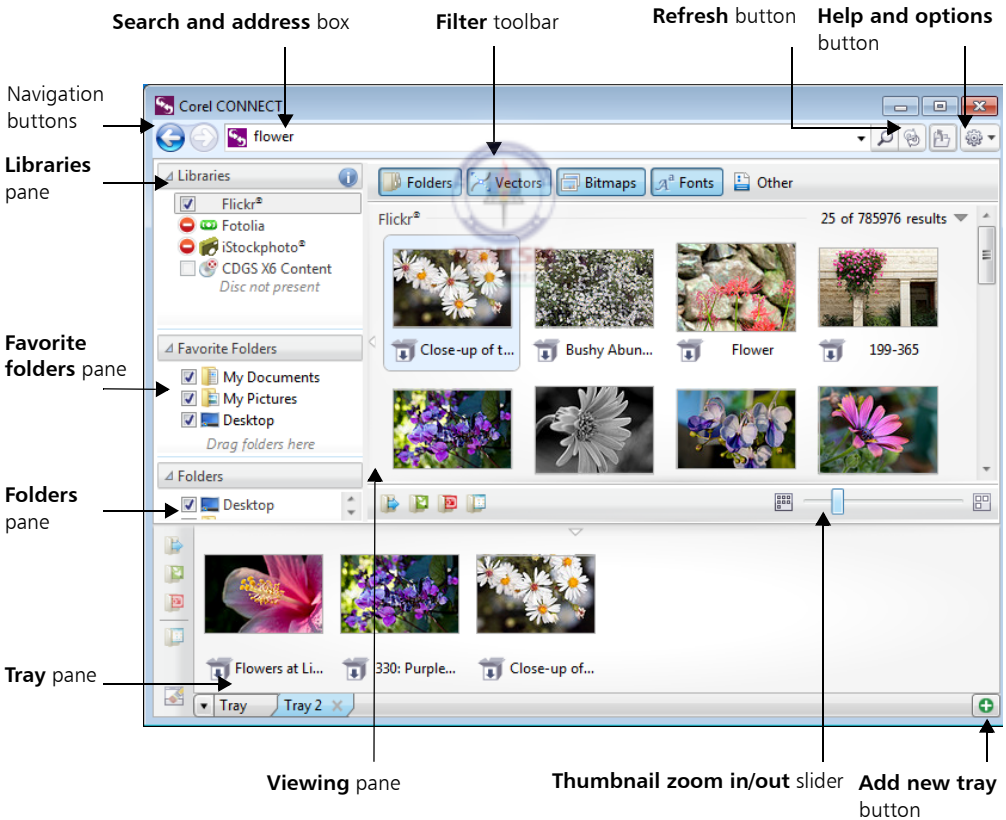 Search and address box
Filter toolbar
Refresh button
Help and options
button
Navigation
buttons
Libraries
pane
Favorite
folders pane
Folders
pane
Tray pane
Corel CONNECT
flower
Libraries
Flickr®
Fotolia
iStockphoto®
CDGS X6 Content
Disc not present
Favorite Folders
My Documents
My Pictures
Desktop
Drag folders here
Folders
Desktop
Folders
Vectors
Bitmaps
Fonts
Other
Flickr®
25 of 785976 results
Close-up of t...
Bushy Abun...
Flower
199-365
Flowers at Li...
330: Purple...
Close-up of...
Tray
Tray 2
Viewing pane
Thumbnail zoom in/out slider
Add new tray
button